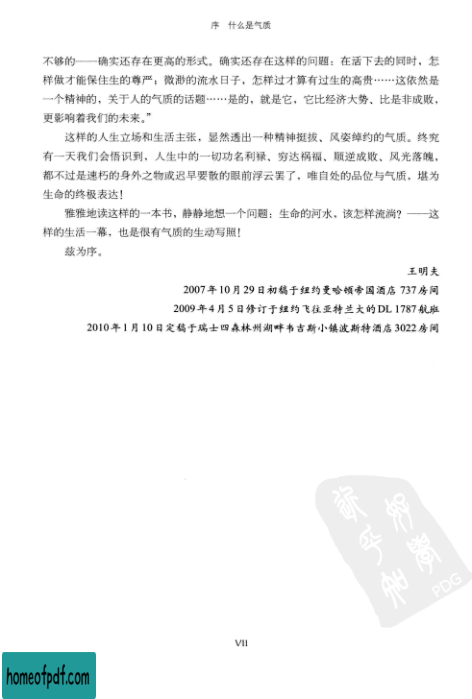 序 什么是气质
不够的——确实还存在更高的形式。确实还存在这样的问题：在活下去的同时，怎
样做才能保住生的尊严；微渺的流水日子，怎样过才算有过生的高贵……这依然是
一个精神的，关于人的气质的话题……是的，就是它，它比经济大势、比是非成败，
更影响着我们的未来。”
这样的人生立场和生活主张，显然透出一种精神挺拔、风姿绰约的气质。终究
有一天我们会悟识到，人生中的一切功名利禄、穷达祸福、顺逆成败、风光落魄，
都不过是速朽的身外之物或迟早要散的眼前浮云罢了，唯自处的品位与气质，堪为
生命的终极表达！
雅雅地读这样的一本书，静静地想一个问题：生命的河水，该怎样流淌？——这
样的生活一幕，也是很有气质的生动写照！
兹为序。
王明夫
2007年10月29日初稿于纽约曼哈顿帝国酒店 737房间
2009年4月5日修订于纽约飞往亚特兰大的DL 1787航班
2010年1月10日定稿于瑞士四森林州湖畔韦吉斯小镇波斯特酒店3022房间
PDG
VII
homeofpdf.com